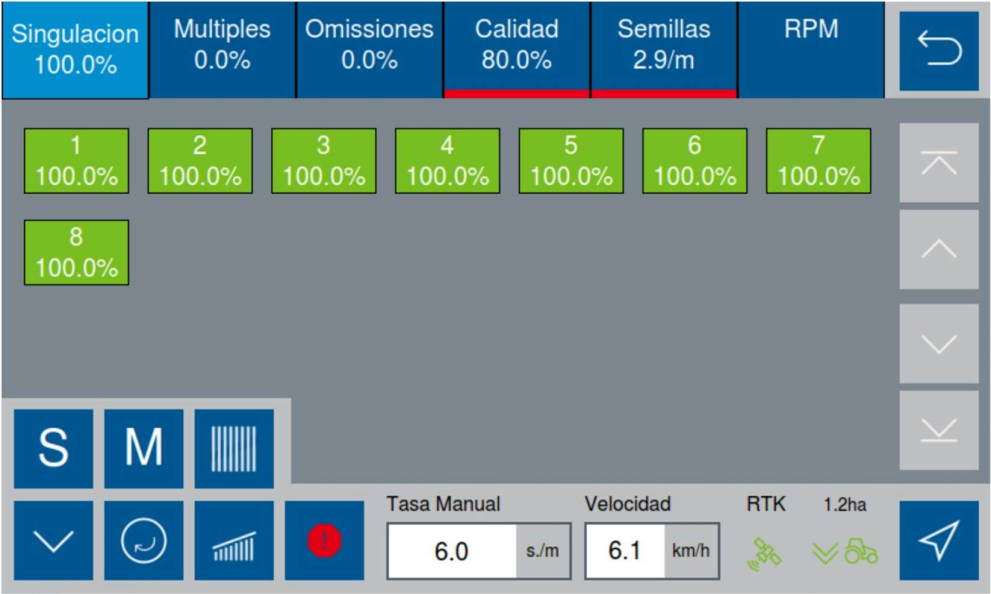 Singulacion
100.0%
Multiples
0.0%
Omissiones
0.0%
Calidad
80.0%
Semillas
2.9/m
RPM
1
100.0%
2
100.0%
3
100.0%
4
100.0%
5
100.0%
6
100.0%
7
100.0%
8
100.0%
S
M
Tasa Manual
6.0 s./m
Velocidad
6.1 km/h
RTK
1.2ha